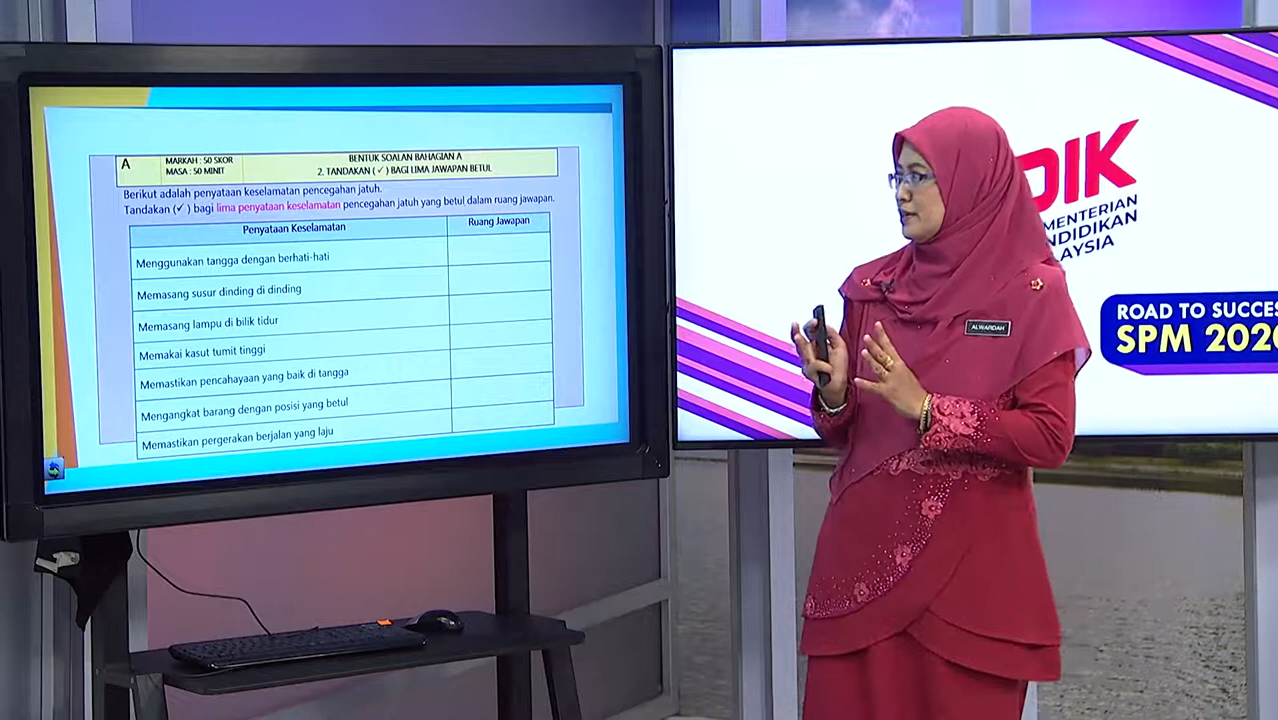 A
MARKAH : 50 SKOR
MASA : 50 MINIT
BENTUK SOALAN BAHAGIAN A
2. TANDAKAN ( ✓ ) BAGI LIMA JAWAPAN BETUL
Berikut adalah penyataan keselamatan pencegahan jatuh.
Tandakan (✓ ) bagi lima penyataan keselamatan pencegahan jatuh yang betul dalam ruang jawapan.
Penyataan Keselamatan
Ruang Jawapan
Menggunakan tangga dengan berhati-hati
Memasang susur dinding di dinding
Memasang lampu di bilik tidur
Memakai kasut tumit tinggi
Memastikan pencahayaan yang baik di tangga
Mengangkat barang dengan posisi yang betul
Memastikan pergerakan berjalan yang laju
DIK
MENTERIAN
NDIDIKAN
LAYSIA
ALWARDAH
ROAD TO SUCCES
SPM 2020